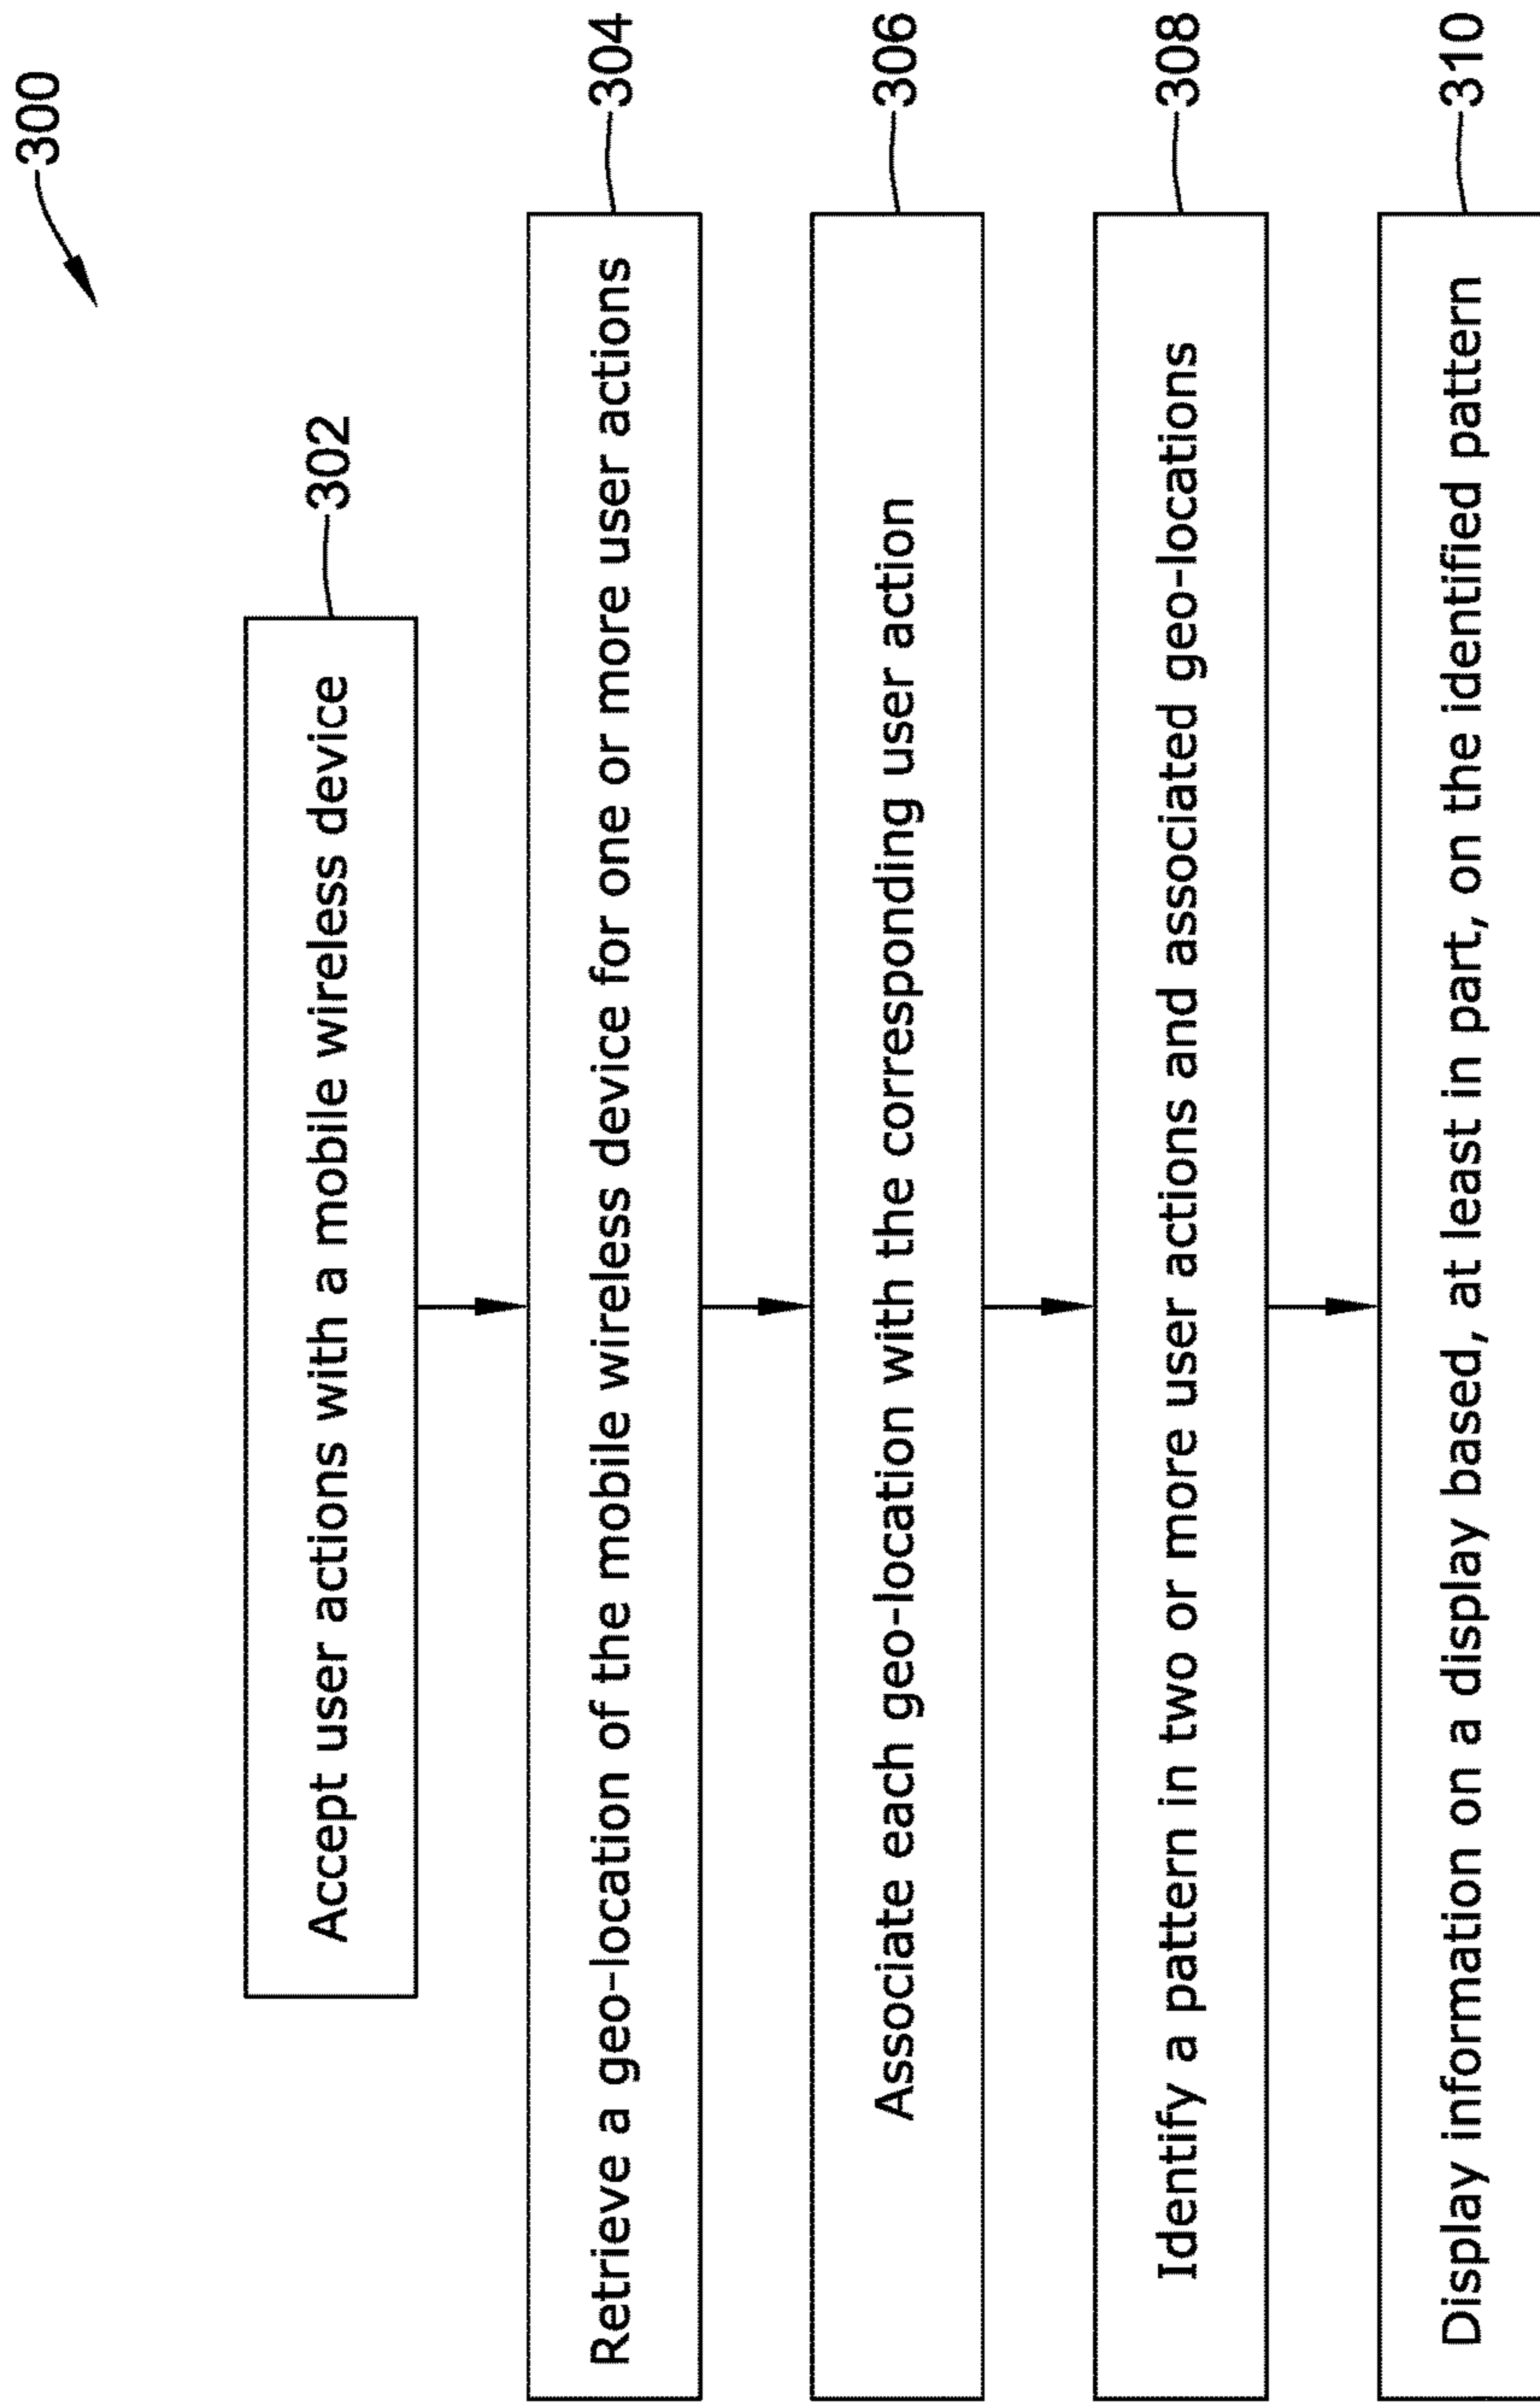 300
Accept user actions with a mobile wireless device
302
Retrieve a geo-location of the mobile wireless device for one or more user actions
304
Associate each geo-location with the corresponding user action
306
Identify a pattern in two or more user actions and associated geo-locations
308
Display information on a display based, at least in part, on the identified pattern
310